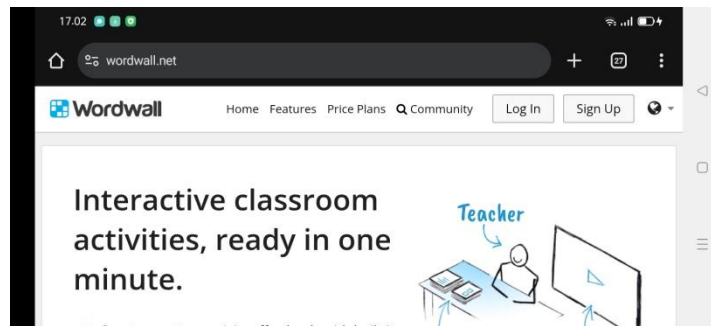 17.02
wordwall.net
27
Wordwall Home Features Price Plans Community Log In Sign Up
Interactive classroom
activities, ready in one
minute.
Teacher